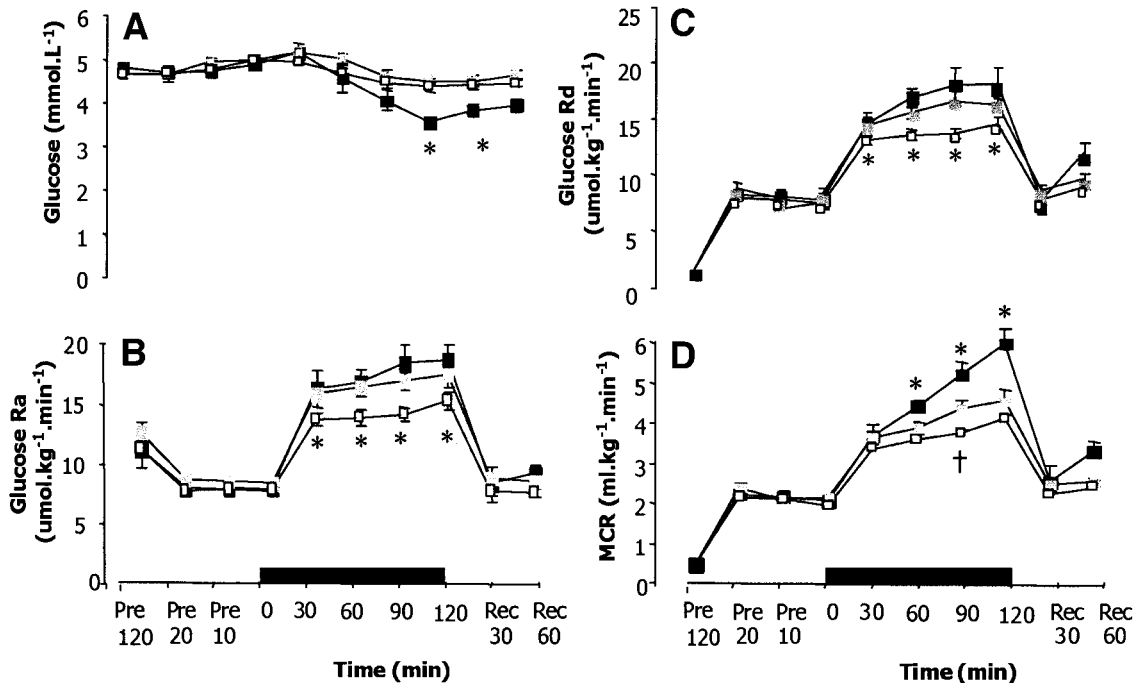 A
Glucose (mmol.L⁻¹)
6
5
4
3
2
1
0
*
*
B
Glucose Ra
(umol.kg⁻¹.min⁻¹)
20
15
10
5
0
* * * *
Pre 120
Pre 20
Pre 10
0
30
60
90
120
Rec 30
Rec 60
Time (min)
C
Glucose Rd
(umol.kg⁻¹.min⁻¹)
25
20
15
10
5
0
* * * *
D
MCR (ml.kg⁻¹.min⁻¹)
6
5
4
3
2
1
0
*
*
*
†
Pre 120
Pre 20
Pre 10
0
30
60
90
120
Rec 30
Rec 60
Time (min)